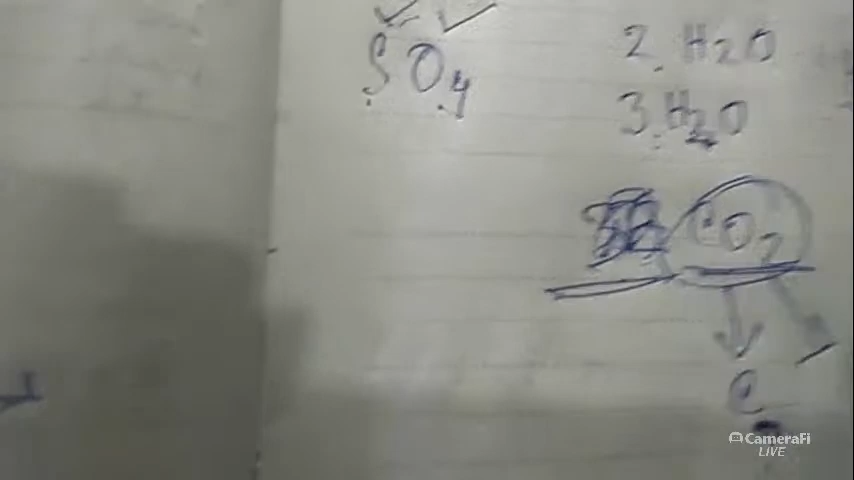 SO4
2. H2O
3. H2O
CO2
C
CameraFi
LIVE